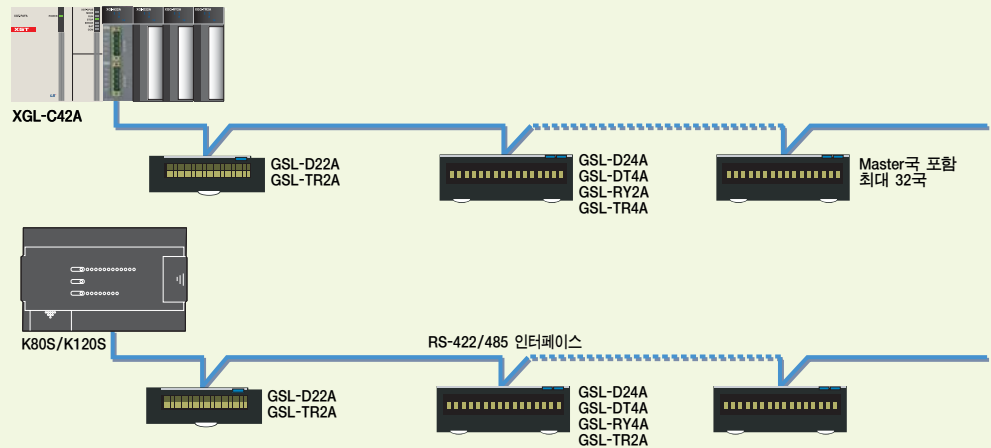 XGT
XGL-C42A
GSL-D22A
GSL-TR2A
GSL-D24A
GSL-DT4A
GSL-RY2A
GSL-TR4A
Master국 포함
최대 32국
K80S/K120S
RS-422/485 인터페이스
GSL-D22A
GSL-TR2A
GSL-D24A
GSL-DT4A
GSL-RY4A
GSL-TR2A